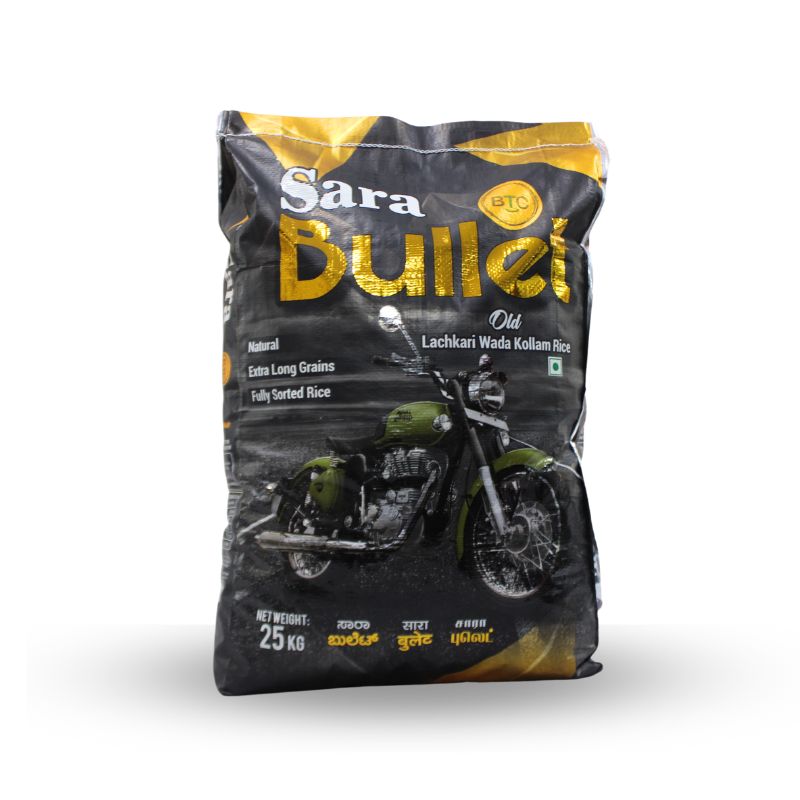 Sara
BTC
Bullet
Old
Lachkari Wada Kollam Rice
Natural
Extra Long Grains
Fully Sorted Rice
NET WEIGHT:
25 KG
ಸಾರಾ
ಬುಲೆಟ್
सारा
बुलेट
சாரா
புலெட்